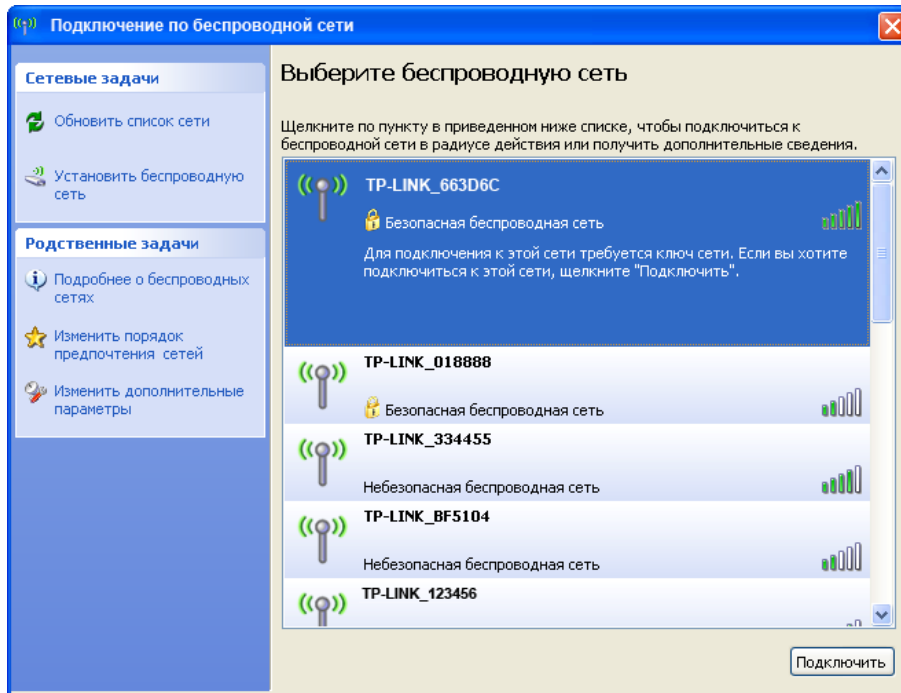 Подключение по беспроводной сети
Сетевые задачи
Обновить список сети
Установить беспроводную
сеть
Родственные задачи
Подробнее о беспроводных
сетях
Изменить порядок
предпочтения сетей
Изменить дополнительные
параметры
Выберите беспроводную сеть
Щелкните по пункту в приведенном ниже списке, чтобы подключиться к
беспроводной сети в радиусе действия или получить дополнительные сведения.
TP-LINK_663D6C
Безопасная беспроводная сеть
Для подключения к этой сети требуется ключ сети. Если вы хотите
подключиться к этой сети, щелкните "Подключить".
TP-LINK_018888
Безопасная беспроводная сеть
TP-LINK_334455
Небезопасная беспроводная сеть
TP-LINK_BF5104
Небезопасная беспроводная сеть
TP-LINK_123456
Подключить